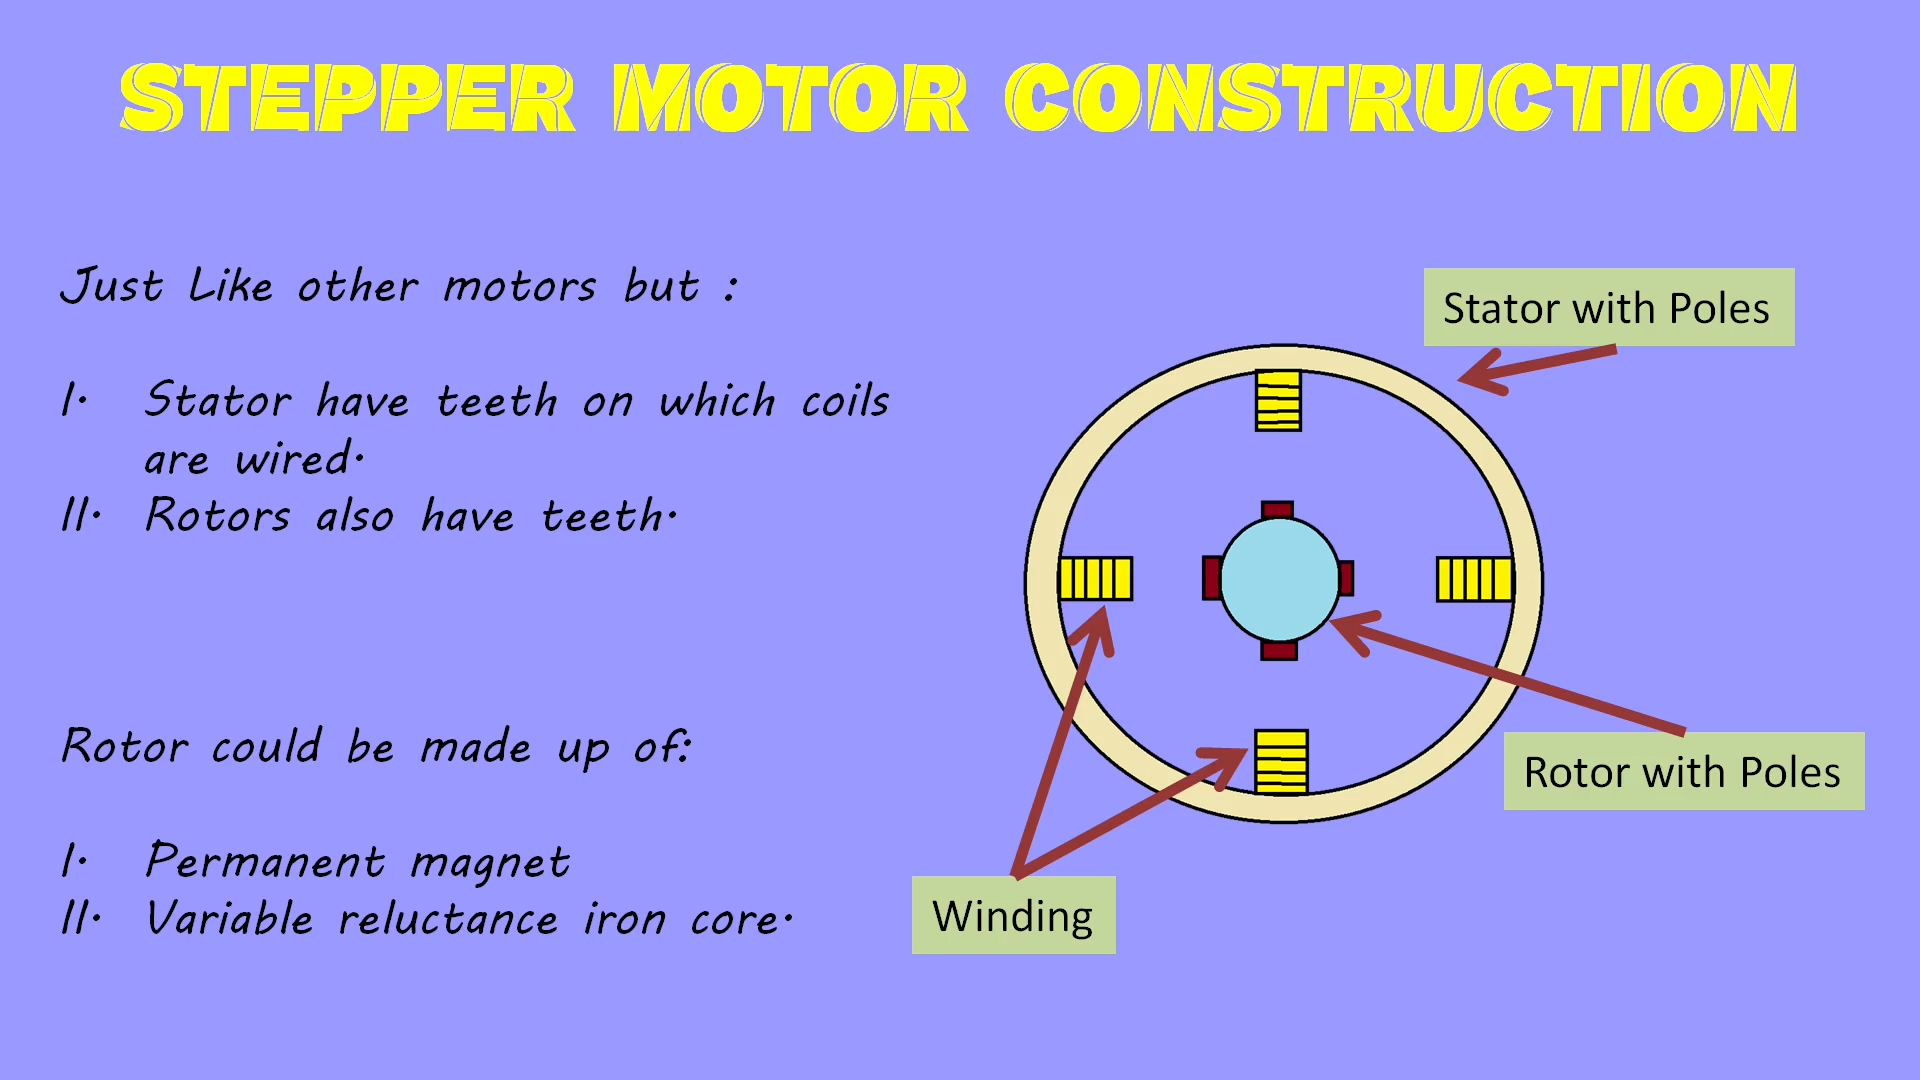 STEPPER MOTOR CONSTRUCTION
Just Like other motors but :
I. Stator have teeth on which coils
are wired.
II. Rotors also have teeth.
Rotor could be made up of:
I. Permanent magnet
II. Variable reluctance iron core.
Stator with Poles
Rotor with Poles
Winding